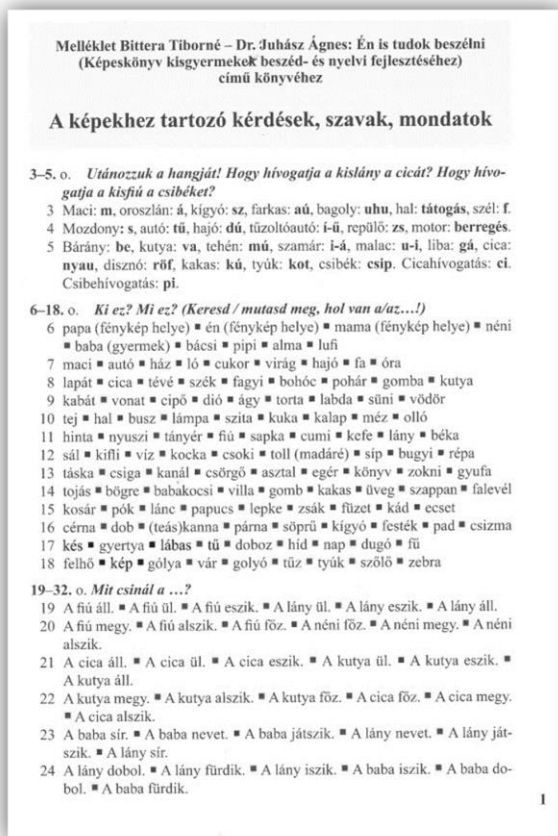 Melléklet Bittera Tiborné – Dr. Juhász Ágnes: Én is tudok beszélni
(Képeskönyv kisgyermekek beszéd- és nyelvi fejlesztéséhez)
című könyvéhez
A képekhez tartozó kérdések, szavak, mondatok
3–5. o. Utánozzuk a hangját! Hogy hívogatja a kislány a cicát? Hogy hívo-
gatja a kisfiú a csibéket?
3 Maci: m, oroszlán: á, kígyó: sz, farkas: aú, bagoly: uhu, hal: tátogás, szél: f.
4 Mozdony: s, autó: tű, hajó: dú, tűzoltóautó: í-ű, repülő: zs, motor: berregés.
5 Bárány: be, kutya: va, tehén: mú, szamár: i-á, malac: u-i, liba: gá, cica:
nyau, disznó: röf, kakas: kú, tyúk: kot, csibék: csip. Cicahívogatás: ci.
Csibehívogatás: pi.
6–18. o. Ki ez? Mi ez? (Keresd / mutasd meg, hol van a/az…!)
6 papa (fénykép helye) ■ én (fénykép helye) ■ mama (fénykép helye) ■ néni
■ baba (gyermek) ■ bácsi ■ pipi ■ alma ■ lufi
7 maci ■ autó ■ ház ■ ló ■ cukor ■ virág ■ hajó ■ fa ■ óra
8 lapát ■ cica ■ tévé ■ szék ■ fagyi ■ bohóc ■ pohár ■ gomba ■ kutya
9 kabát ■ vonat ■ cipő ■ dió ■ ágy ■ torta ■ labda ■ süni ■ vödör
10 tej ■ hal ■ busz ■ lámpa ■ szita ■ kuka ■ kalap ■ méz ■ olló
11 hinta ■ nyuszi ■ tányér ■ fiú ■ sapka ■ cumi ■ kefe ■ lány ■ béka
12 sál ■ kifli ■ víz ■ kocka ■ csoki ■ toll (madáré) ■ síp ■ bugyi ■ répa
13 táska ■ csiga ■ kanál ■ csörgő ■ asztal ■ egér ■ könyv ■ zokni ■ gyufa
14 tojás ■ bögre ■ babakocsi ■ villa ■ gomb ■ kakas ■ üveg ■ szappan ■ falevél
15 kosár ■ pók ■ lánc ■ papucs ■ lepke ■ zsák ■ füzet ■ kád ■ ecset
16 cérna ■ dob ■ (teás)kanna ■ párna ■ söprű ■ kígyó ■ festék ■ pad ■ csizma
17 kés ■ gyertya ■ lábas ■ tű ■ doboz ■ híd ■ nap ■ dugó ■ fű
18 felhő ■ kép ■ gólya ■ vár ■ golyó ■ tűz ■ tyúk ■ szőlő ■ zebra
19–32. o. Mit csinál a …?
19 A fiú áll. ■ A fiú ül. ■ A fiú eszik. ■ A lány ül. ■ A lány eszik. ■ A lány áll.
20 A fiú megy. ■ A fiú alszik. ■ A fiú főz. ■ A néni főz. ■ A néni megy. ■ A néni
alszik.
21 A cica áll. ■ A cica ül. ■ A cica eszik. ■ A kutya ül. ■ A kutya eszik. ■
A kutya áll.
22 A kutya megy. ■ A kutya alszik. ■ A kutya főz. ■ A cica főz. ■ A cica megy.
■ A cica alszik.
23 A baba sír. ■ A baba nevet. ■ A baba játszik. ■ A lány nevet. ■ A lány ját-
szik. ■ A lány sír.
24 A lány dobol. ■ A lány fürdik. ■ A lány iszik. ■ A baba iszik. ■ A baba do-
bol. ■ A baba fürdik.
1